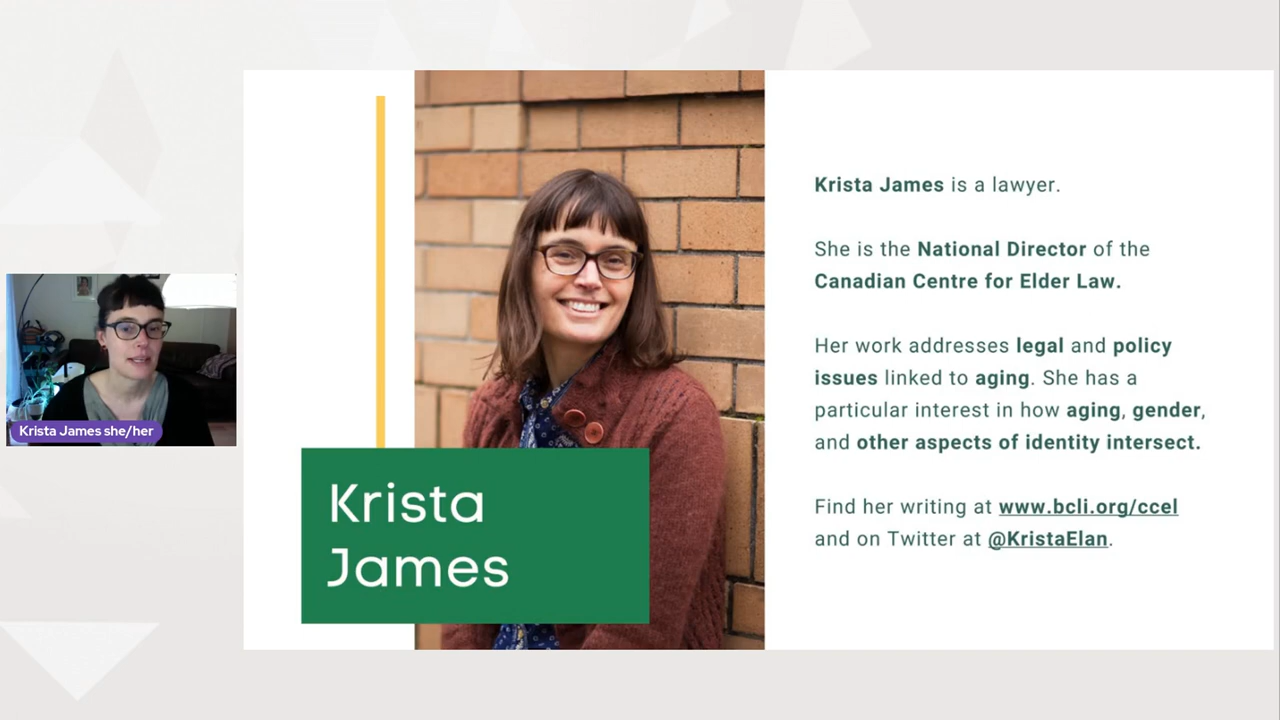 Krista James she/her
Krista
James
Krista James is a lawyer.
She is the National Director of the
Canadian Centre for Elder Law.
Her work addresses legal and policy
issues linked to aging. She has a
particular interest in how aging, gender,
and other aspects of identity intersect.
Find her writing at www.bcli.org/ccel
and on Twitter at @KristaElan.